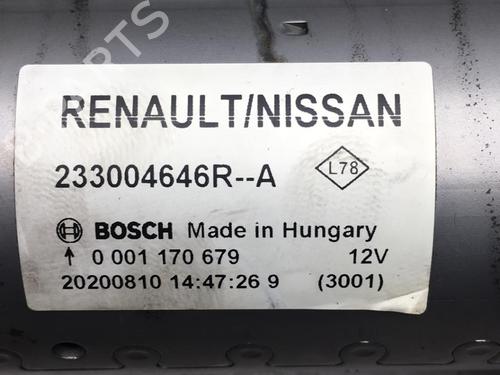 PARTS
RENAULT/NISSAN
233004646R--A
L78
BOSCH Made in Hungary
↑ 0 001 170 679 12V
20200810 14:47:26 9 (3001)